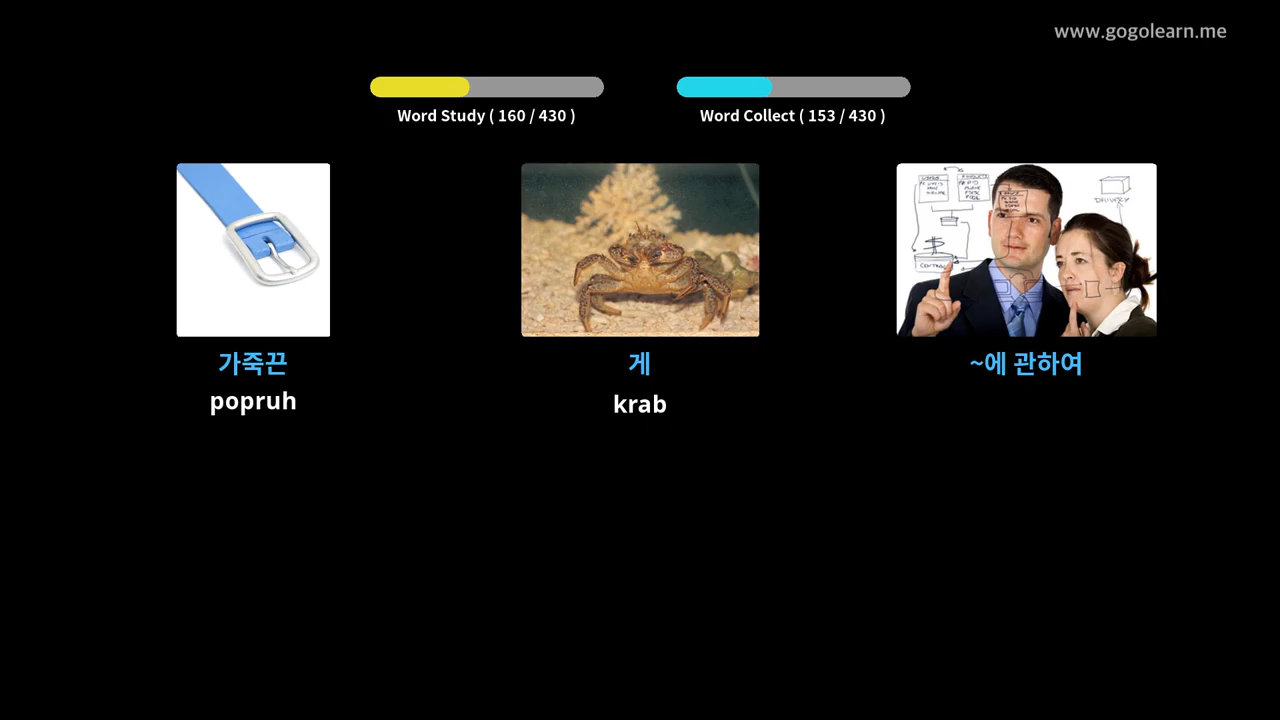 www.gogolearn.me
Word Study ( 160 / 430 )
Word Collect ( 153 / 430 )
가죽끈
게
~에 관하여
popruh
krab
DELIVERY
$